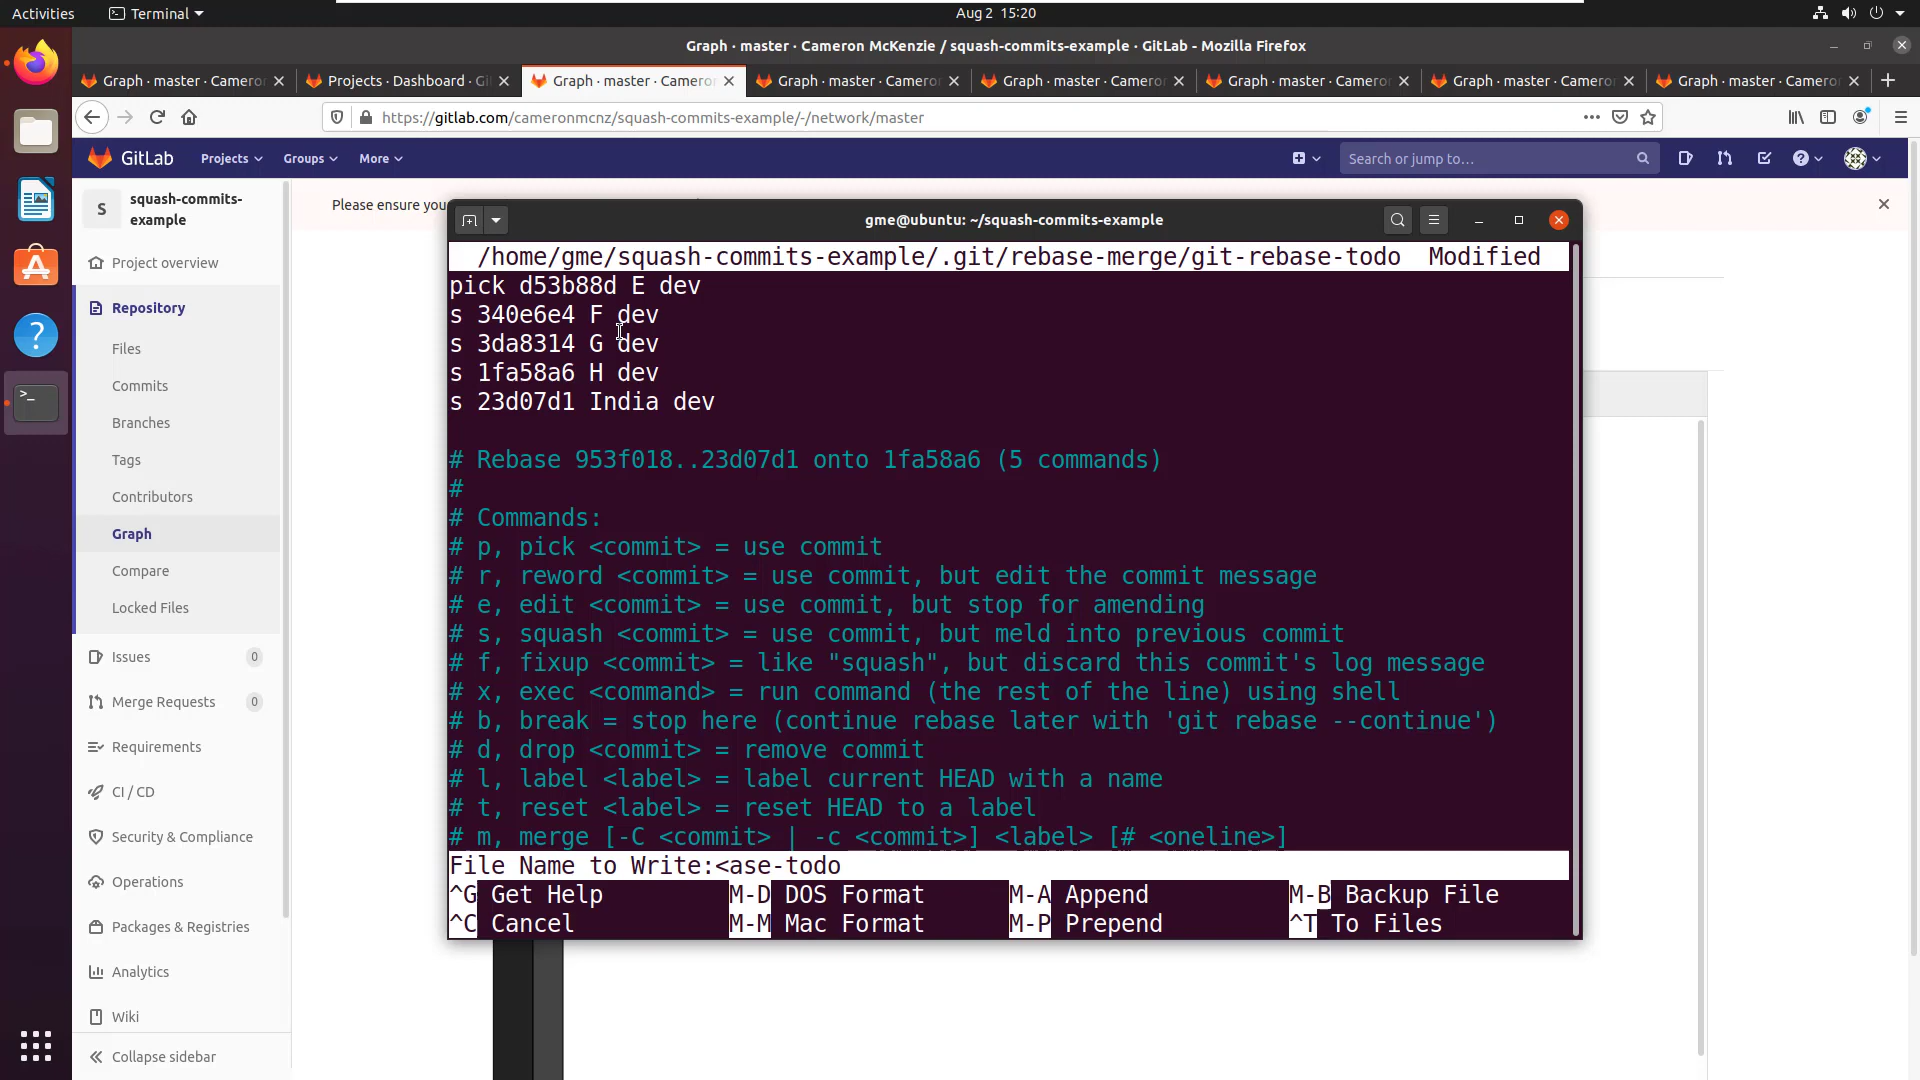 Activities
Terminal
Aug 2 15:20
Graph · master · Cameron McKenzie / squash-commits-example · GitLab - Mozilla Firefox
Graph · master · Camero
Projects · Dashboard · Gi
Graph · master · Camero
Graph · master · Camero
Graph · master · Camero
Graph · master · Camero
Graph · master · Camero
Graph · master · Camero
https://gitlab.com/cameronmcnz/squash-commits-example/-/network/master
GitLab
Projects
Groups
More
Search or jump to...
S
squash-commits-
example
Project overview
Repository
Files
Commits
Branches
Tags
Contributors
Graph
Compare
Locked Files
Issues 0
Merge Requests 0
Requirements
CI / CD
Security & Compliance
Operations
Packages & Registries
Analytics
Wiki
Collapse sidebar
Please ensure you
gme@ubuntu: ~/squash-commits-example
/home/gme/squash-commits-example/.git/rebase-merge/git-rebase-todo Modified
pick d53b88d E dev
s 340e6e4 F dev
s 3da8314 G dev
s 1fa58a6 H dev
s 23d07d1 India dev
# Rebase 953f018..23d07d1 onto 1fa58a6 (5 commands)
#
# Commands:
# p, pick <commit> = use commit
# r, reword <commit> = use commit, but edit the commit message
# e, edit <commit> = use commit, but stop for amending
# s, squash <commit> = use commit, but meld into previous commit
# f, fixup <commit> = like "squash", but discard this commit's log message
# x, exec <command> = run command (the rest of the line) using shell
# b, break = stop here (continue rebase later with 'git rebase --continue')
# d, drop <commit> = remove commit
# l, label <label> = label current HEAD with a name
# t, reset <label> = reset HEAD to a label
# m, merge [-C <commit> | -c <commit>] <label> [# <oneline>]
File Name to Write:<ase-todo
^G Get Help M-D DOS Format M-A Append M-B Backup File
^C Cancel M-M Mac Format M-P Prepend ^T To Files